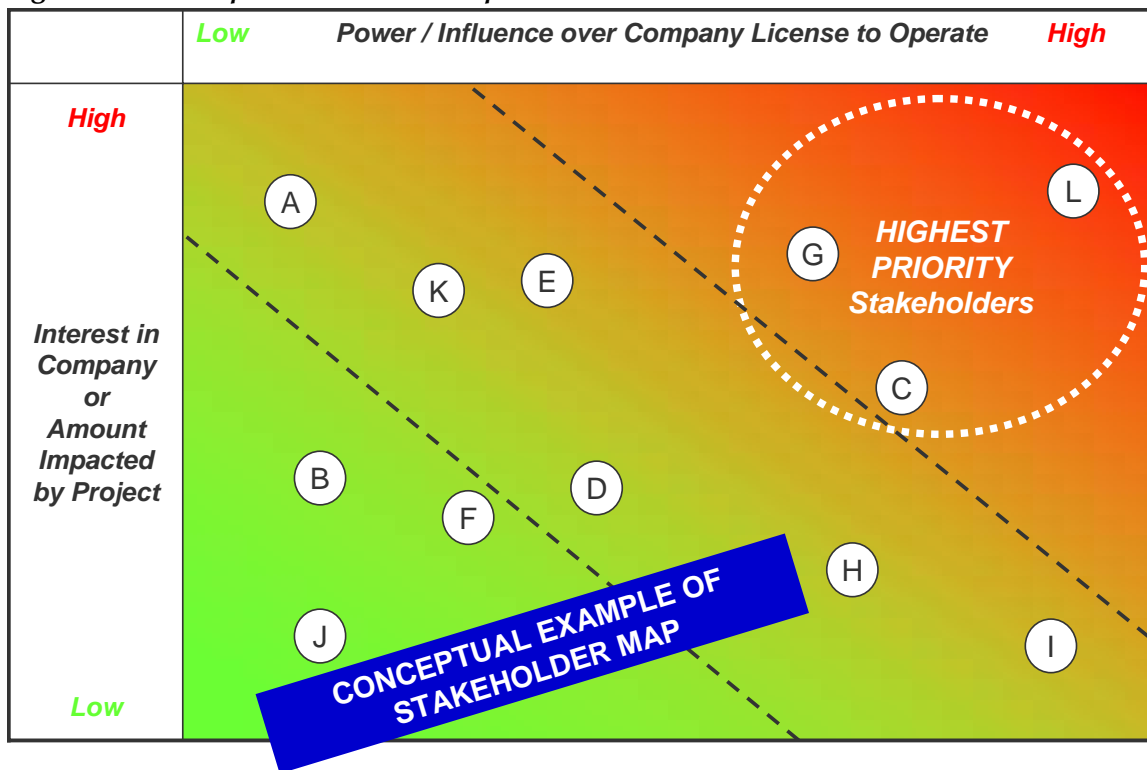 Low Power / Influence over Company License to Operate High
High
A
L
HIGHEST
PRIORITY
Stakeholders
G
K
E
Interest in
Company
or
Amount
Impacted
by Project
C
B
D
F
H
CONCEPTUAL EXAMPLE OF
STAKEHOLDER MAP
J
I
Low